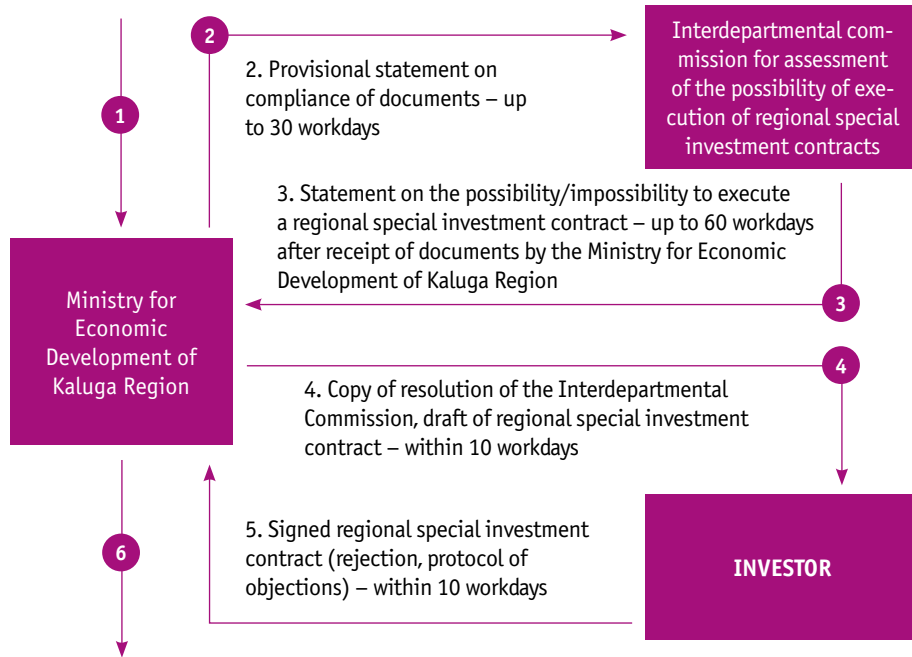 2
Interdepartmental com-
mission for assessment
of the possibility of exe-
cution of regional special
investment contracts
2. Provisional statement on
compliance of documents – up
to 30 workdays
1
3. Statement on the possibility/impossibility to execute
a regional special investment contract – up to 60 workdays
after receipt of documents by the Ministry for Economic
Development of Kaluga Region
3
Ministry for
Economic
Development of
Kaluga Region
4
4. Copy of resolution of the Interdepartmental
Commission, draft of regional special investment
contract – within 10 workdays
5. Signed regional special investment
contract (rejection, protocol of
objections) – within 10 workdays
6
INVESTOR